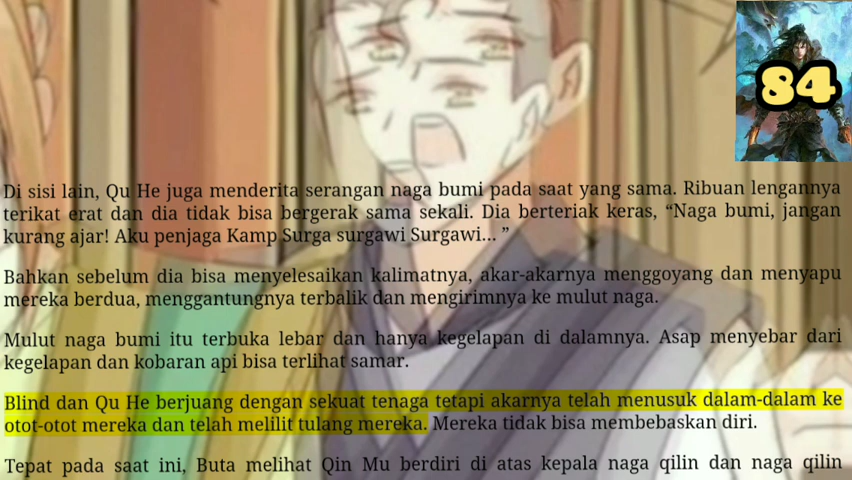 84
Di sisi lain, Qu He juga menderita serangan naga bumi pada saat yang sama. Ribuan lengannya
terikat erat dan dia tidak bisa bergerak sama sekali. Dia berteriak keras, “Naga bumi, jangan
kurang ajar! Aku penjaga Kamp Surga surgawi Surgawi... ”
Bahkan sebelum dia bisa menyelesaikan kalimatnya, akar-akarnya menggoyang dan menyapu
mereka berdua, menggantungnya terbalik dan mengirimnya ke mulut naga.
Mulut naga bumi itu terbuka lebar dan hanya kegelapan di dalamnya. Asap menyebar dari
kegelapan dan kobaran api bisa terlihat samar.
Blind dan Qu He berjuang dengan sekuat tenaga tetapi akarnya telah menusuk dalam-dalam ke
otot-otot mereka dan telah melilit tulang mereka. Mereka tidak bisa membebaskan diri.
Tepat pada saat ini, Buta melihat Qin Mu berdiri di atas kepala naga qilin dan naga qilin